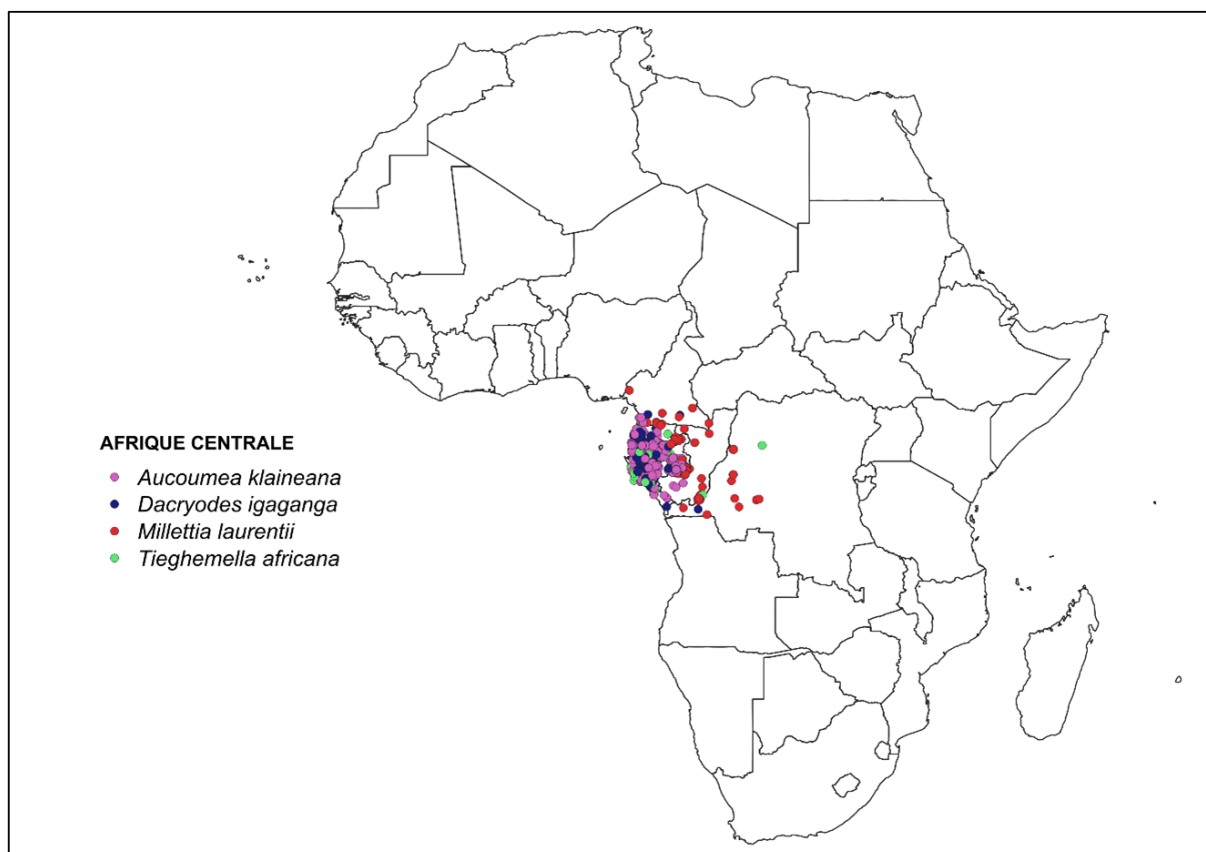 AFRIQUE CENTRALE
Aucoumea klaineana
Dacryodes igaganga
Millettia laurentii
Tieghemella africana